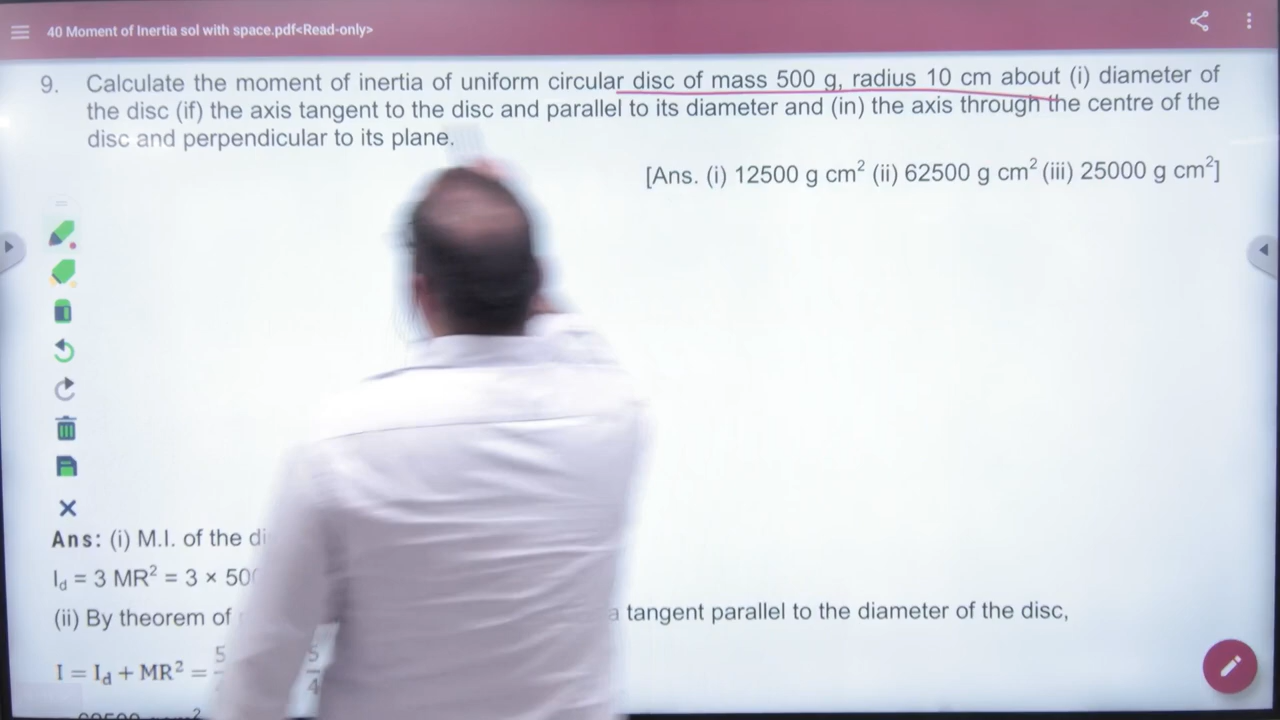 40 Moment of Inertia sol with space.pdf<Read-only>
9. Calculate the moment of inertia of uniform circular disc of mass 500 g, radius 10 cm about (i) diameter of
the disc (if) the axis tangent to the disc and parallel to its diameter and (in) the axis through the centre of the
disc and perpendicular to its plane.
[Ans. (i) 12500 g cm² (ii) 62500 g cm² (iii) 25000 g cm²]
Ans: (i) M.I. of the di
I_d = 3 MR² = 3 × 50
(ii) By theorem of a tangent parallel to the diameter of the disc,
I = I_d + MR² = 5 5/4